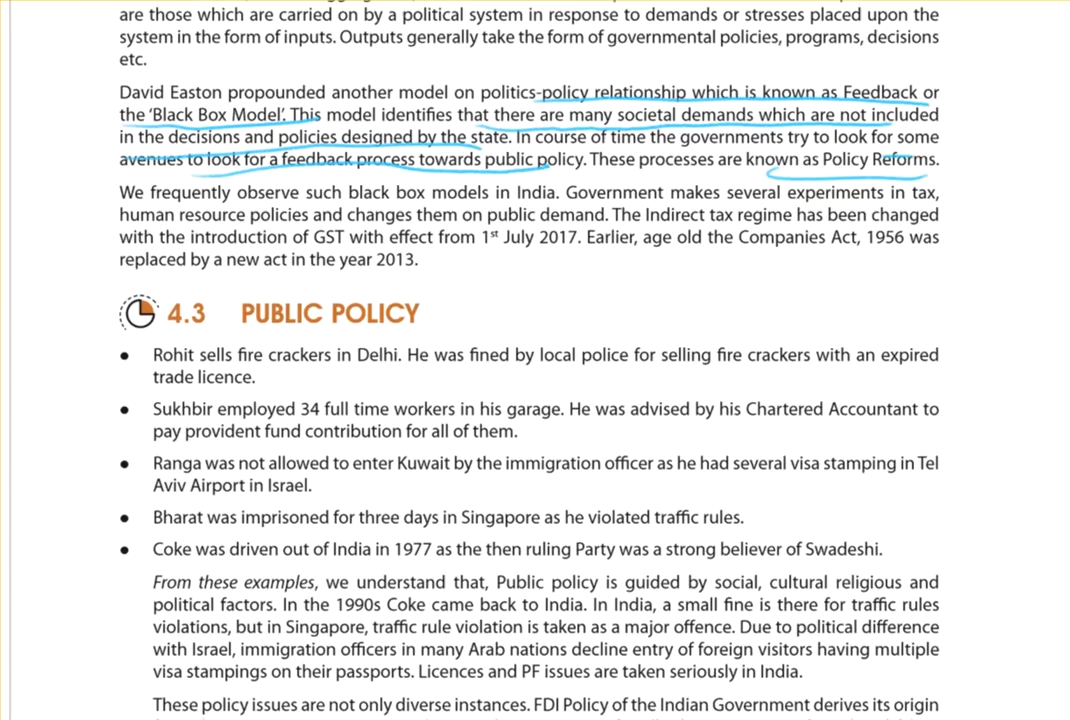 are those which are carried on by a political system in response to demands or stresses placed upon the
system in the form of inputs. Outputs generally take the form of governmental policies, programs, decisions
etc.
David Easton propounded another model on politics-policy relationship which is known as Feedback or
the ‘Black Box Model’. This model identifies that there are many societal demands which are not included
in the decisions and policies designed by the state. In course of time the governments try to look for some
avenues to look for a feedback process towards public policy. These processes are known as Policy Reforms.
We frequently observe such black box models in India. Government makes several experiments in tax,
human resource policies and changes them on public demand. The Indirect tax regime has been changed
with the introduction of GST with effect from 1st July 2017. Earlier, age old the Companies Act, 1956 was
replaced by a new act in the year 2013.
4.3 PUBLIC POLICY
• Rohit sells fire crackers in Delhi. He was fined by local police for selling fire crackers with an expired
trade licence.
• Sukhbir employed 34 full time workers in his garage. He was advised by his Chartered Accountant to
pay provident fund contribution for all of them.
• Ranga was not allowed to enter Kuwait by the immigration officer as he had several visa stamping in Tel
Aviv Airport in Israel.
• Bharat was imprisoned for three days in Singapore as he violated traffic rules.
• Coke was driven out of India in 1977 as the then ruling Party was a strong believer of Swadeshi.
From these examples, we understand that, Public policy is guided by social, cultural religious and
political factors. In the 1990s Coke came back to India. In India, a small fine is there for traffic rules
violations, but in Singapore, traffic rule violation is taken as a major offence. Due to political difference
with Israel, immigration officers in many Arab nations decline entry of foreign visitors having multiple
visa stampings on their passports. Licences and PF issues are taken seriously in India.
These policy issues are not only diverse instances. FDI Policy of the Indian Government derives its origin